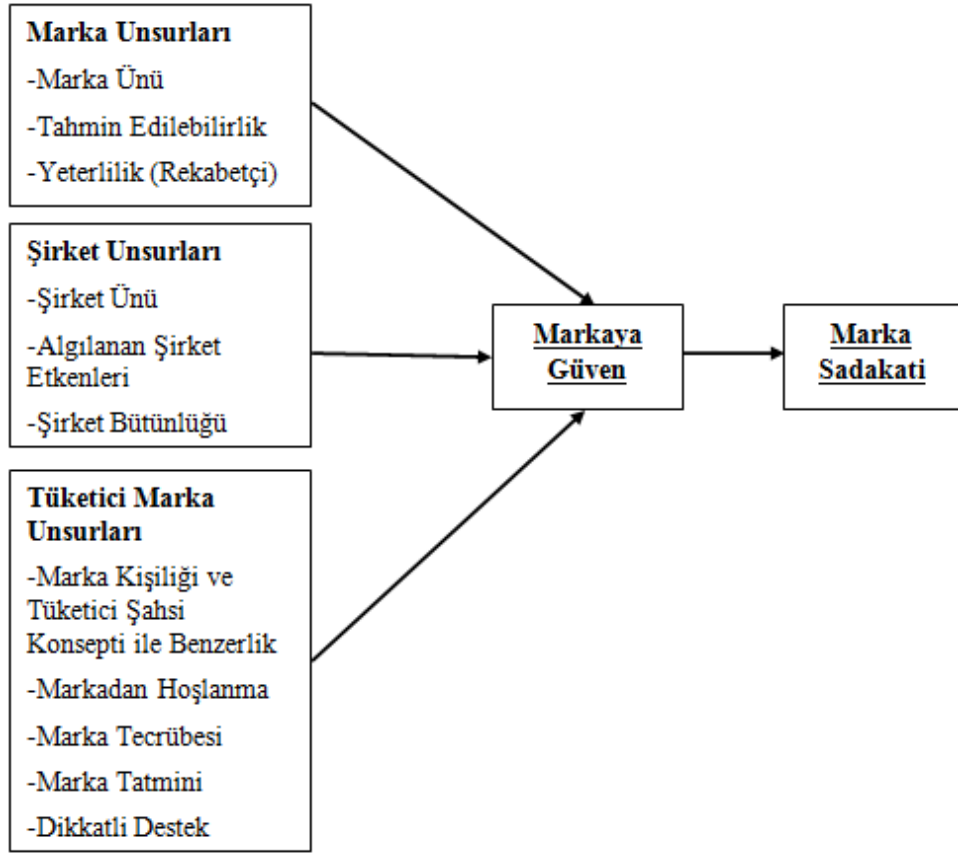 Marka Unsurları
-Marka Ünü
-Tahmin Edilebilirlik
-Yeterlilik (Rekabetçi)
Şirket Unsurları
-Şirket Ünü
-Algılanan Şirket
Etkenleri
-Şirket Bütünlüğü
Tüketici Marka
Unsurları
-Marka Kişiliği ve
Tüketici Şahsi
Konsepti ile Benzerlik
-Markadan Hoşlanma
-Marka Tecrübesi
-Marka Tatmini
-Dikkatli Destek
Markaya
Güven
Marka
Sadakati